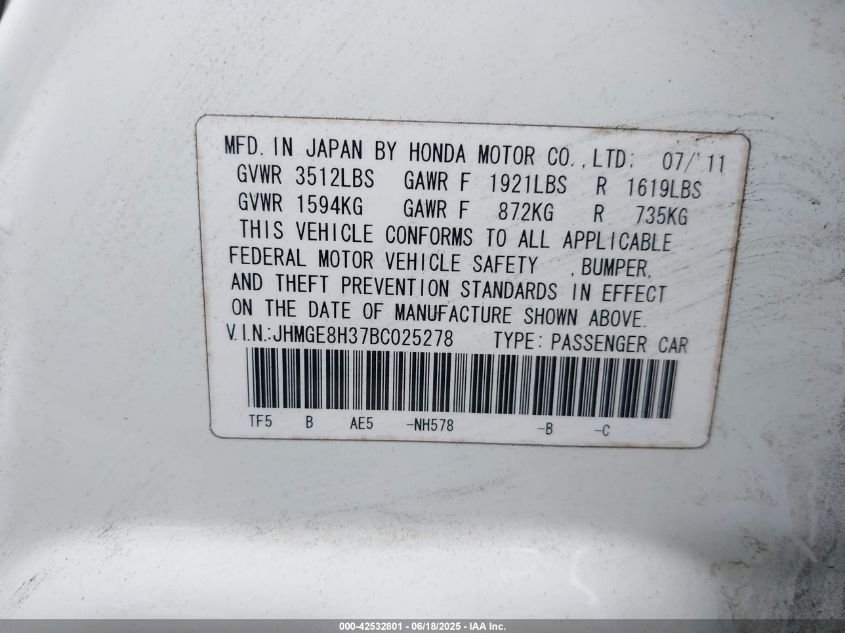 MFD. IN JAPAN BY HONDA MOTOR CO.,LTD. 07/'11
GVWR 3512LBS GAWR F 1921LBS R 1619LBS
GVWR 1594KG GAWR F 872KG R 735KG
THIS VEHICLE CONFORMS TO ALL APPLICABLE
FEDERAL MOTOR VEHICLE SAFETY , BUMPER,
AND THEFT PREVENTION STANDARDS IN EFFECT
ON THE DATE OF MANUFACTURE SHOWN ABOVE.
V.I.N.:JHMGE8H37BC025278 TYPE: PASSENGER CAR
TF5 B AE5 -NH578 -B -C
000-42532801 - 06/18/2025 - IAA Inc.